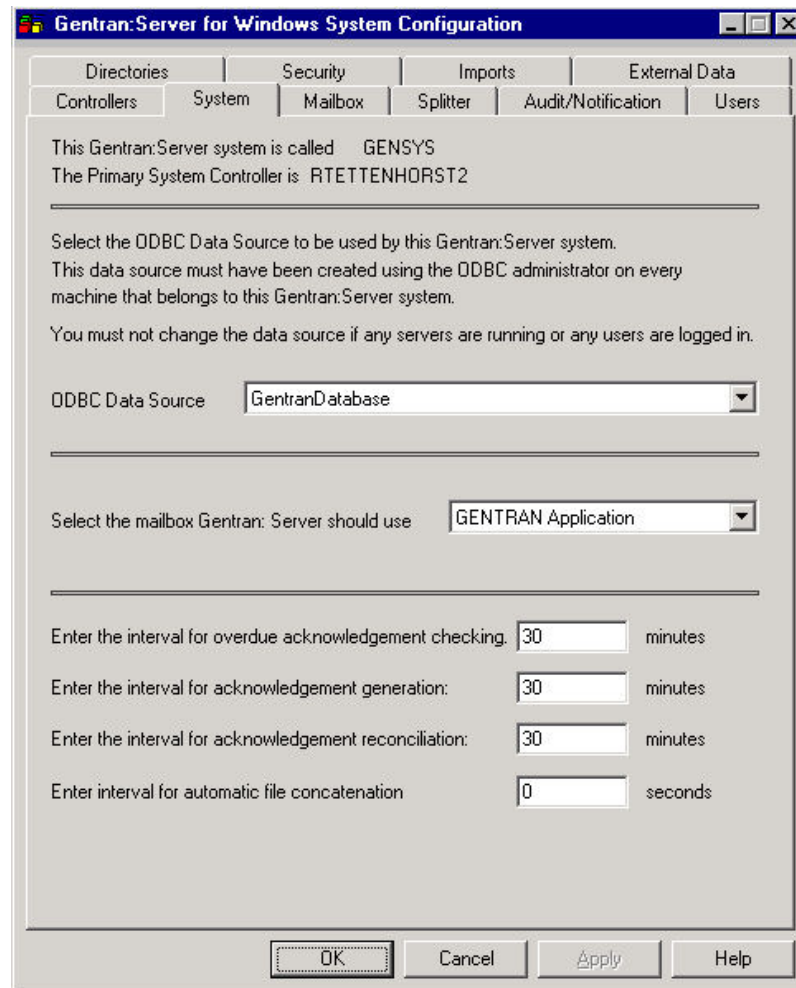 Gentran:Server for Windows System Configuration
Directories Security Imports External Data
Controllers System Mailbox Splitter Audit/Notification Users
This Gentran:Server system is called GENSYS
The Primary System Controller is RTETTENHORST2
Select the ODBC Data Source to be used by this Gentran:Server system.
This data source must have been created using the ODBC administrator on every
machine that belongs to this Gentran:Server system.
You must not change the data source if any servers are running or any users are logged in.
ODBC Data Source GentranDatabase
Select the mailbox Gentran: Server should use GENTRAN Application
Enter the interval for overdue acknowledgement checking. 30 minutes
Enter the interval for acknowledgement generation: 30 minutes
Enter the interval for acknowledgement reconciliation: 30 minutes
Enter interval for automatic file concatenation 0 seconds
OK Cancel Apply Help